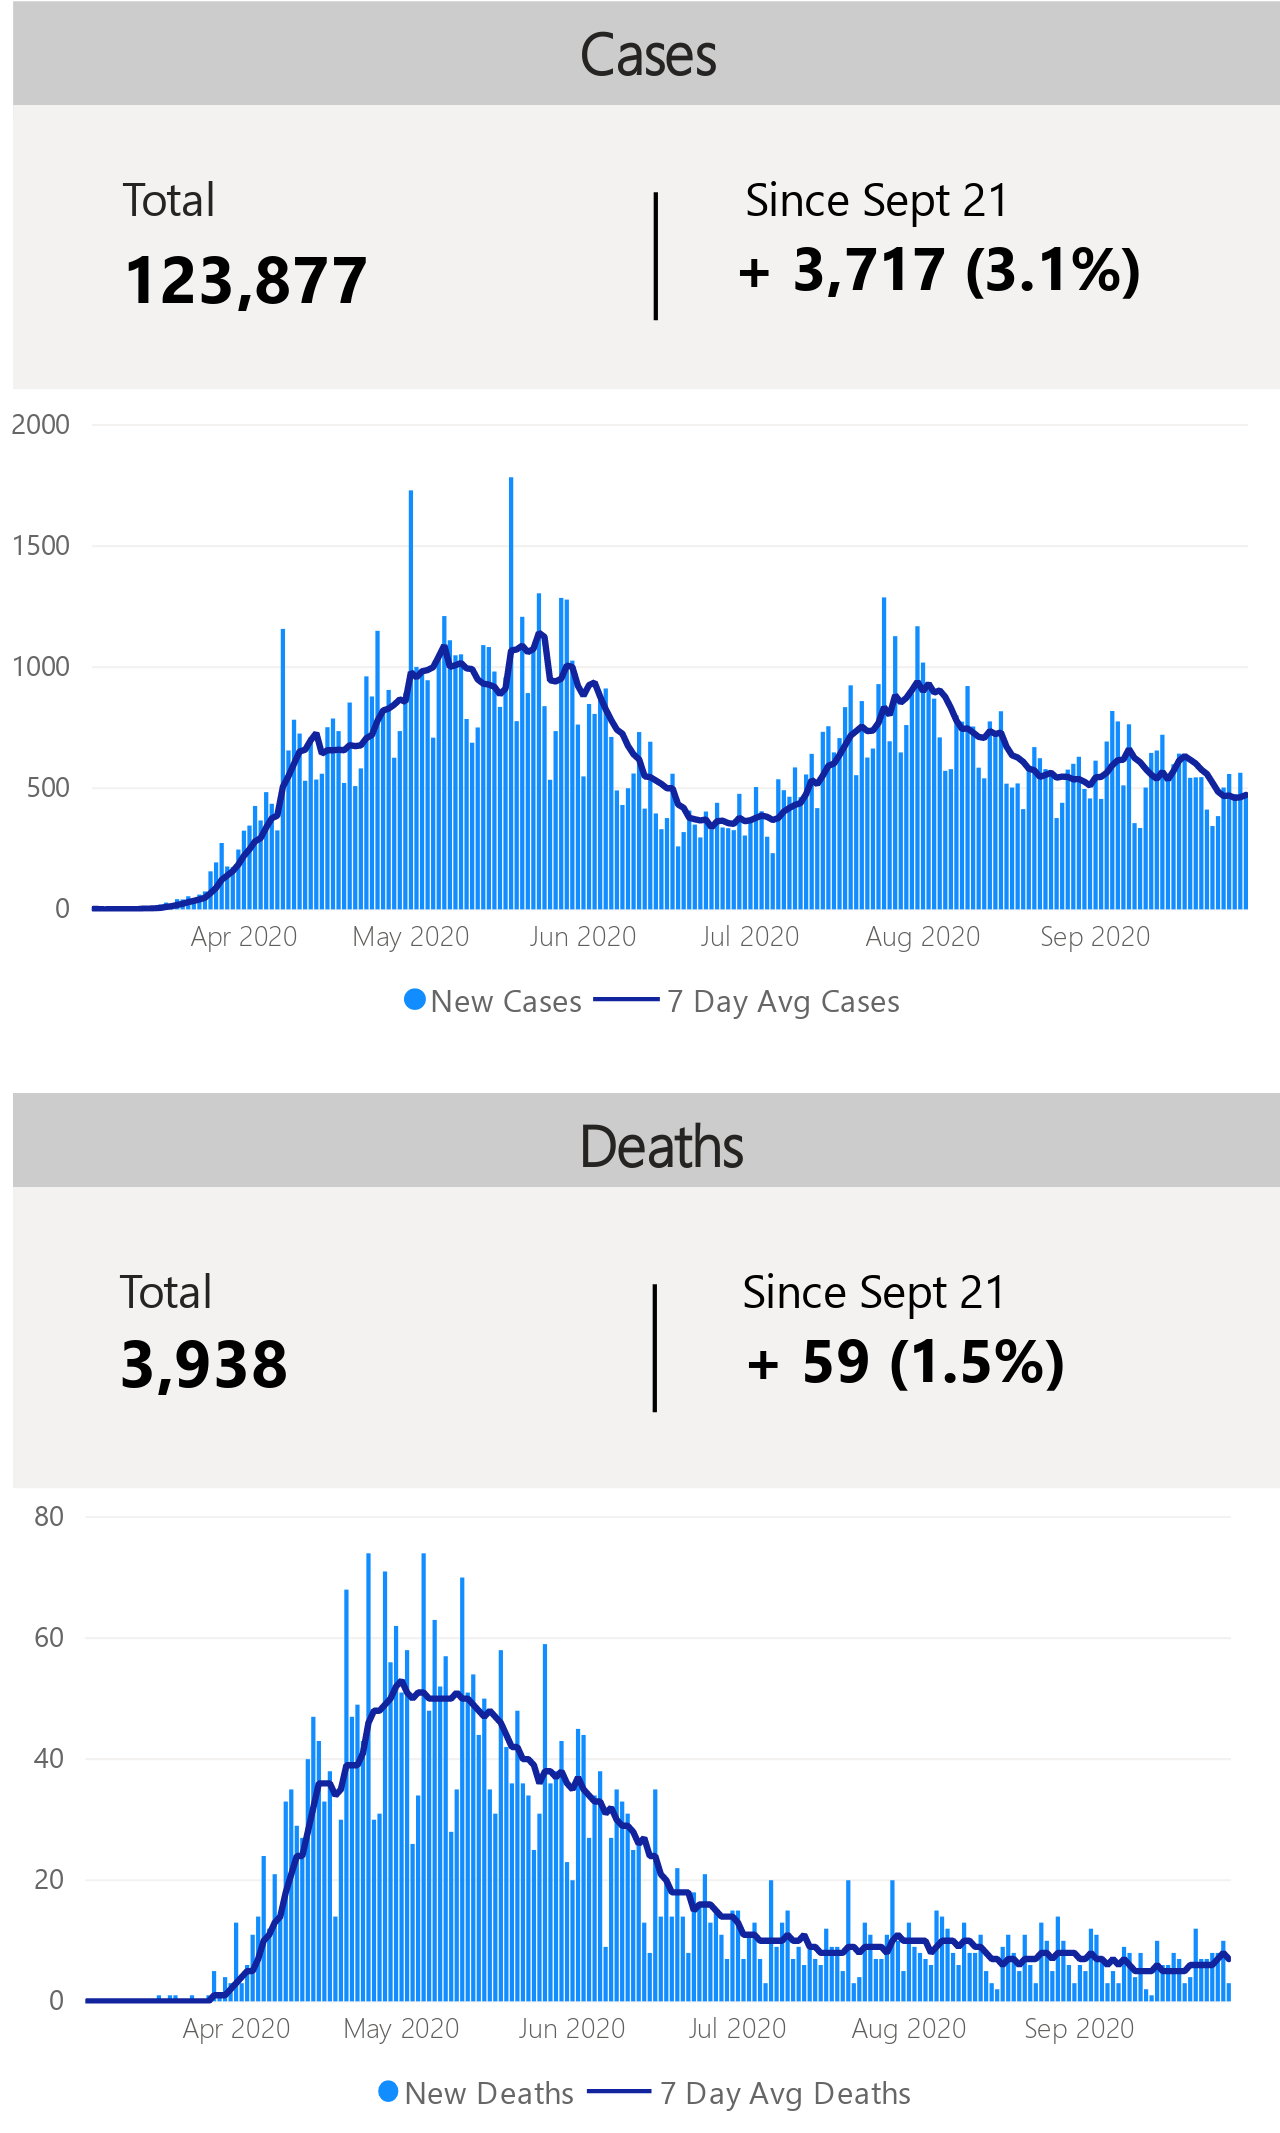 Cases
Total
Since Sept 21
123,877
+ 3,717 (3.1%)
2000
1500
1000
500
0
Apr 2020 May 2020 Jun 2020 Jul 2020 Aug 2020 Sep 2020
New Cases 7 Day Avg Cases
Deaths
Total
Since Sept 21
3,938
+ 59 (1.5%)
80
60
40
20
0
Apr 2020 May 2020 Jun 2020 Jul 2020 Aug 2020 Sep 2020
New Deaths 7 Day Avg Deaths